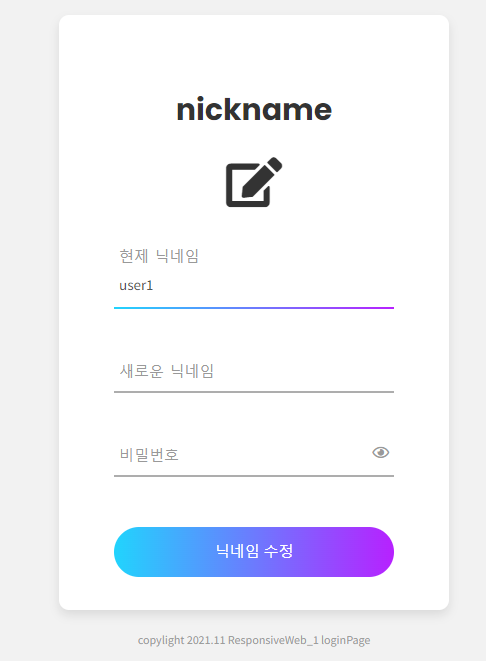 nickname
현제 닉네임
user1
새로운 닉네임
비밀번호
닉네임 수정
copylight 2021.11 ResponsiveWeb_1 loginPage